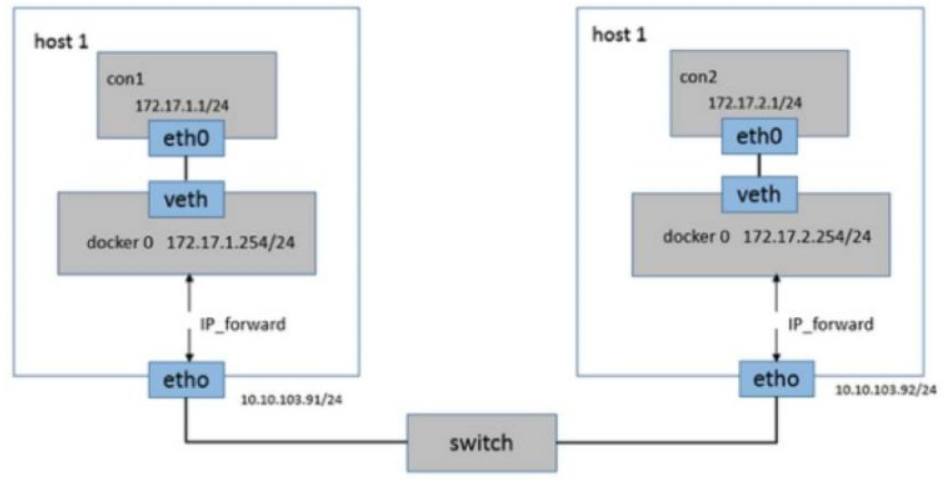 host 1
con1
172.17.1.1/24
eth0
veth
docker 0 172.17.1.254/24
IP_forward
etho
10.10.103.91/24
host 1
con2
172.17.2.1/24
eth0
veth
docker 0 172.17.2.254/24
IP_forward
etho
10.10.103.92/24
switch